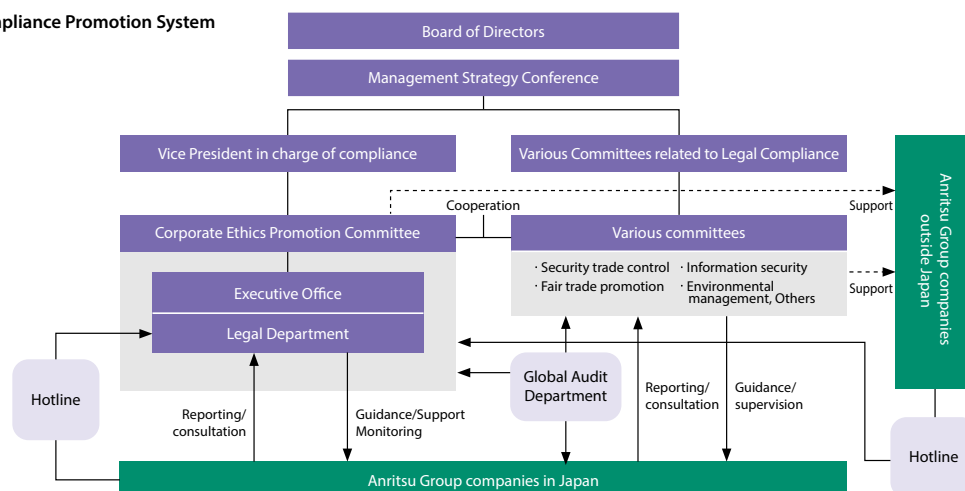 mpliance Promotion System
Board of Directors
Management Strategy Conference
Vice President in charge of compliance
Various Committees related to Legal Compliance
Cooperation
Support
Corporate Ethics Promotion Committee
Various committees
· Security trade control
· Information security
· Fair trade promotion
· Environmental
management, Others
Support
Anritsu Group companies
outside Japan
Executive Office
Legal Department
Hotline
Global Audit
Department
Reporting/
consultation
Guidance/Support
Monitoring
Reporting/
consultation
Guidance/
supervision
Hotline
Anritsu Group companies in Japan